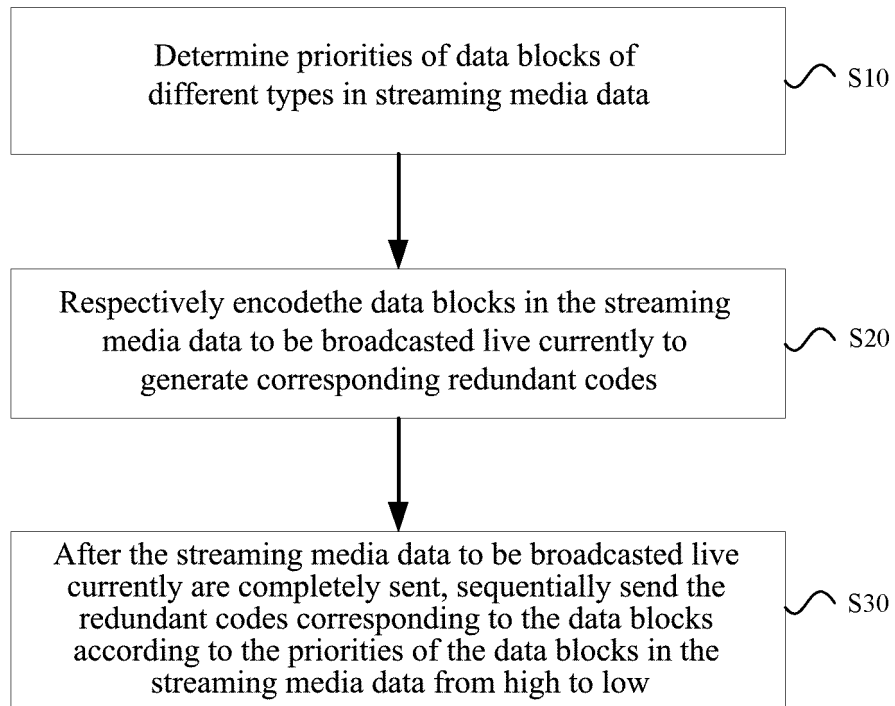 Determine priorities of data blocks of
different types in streaming media data
S10
Respectively encodethe data blocks in the streaming
media data to be broadcasted live currently to
generate corresponding redundant codes
S20
After the streaming media data to be broadcasted live
currently are completely sent, sequentially send the
redundant codes corresponding to the data blocks
according to the priorities of the data blocks in the
streaming media data from high to low
S30